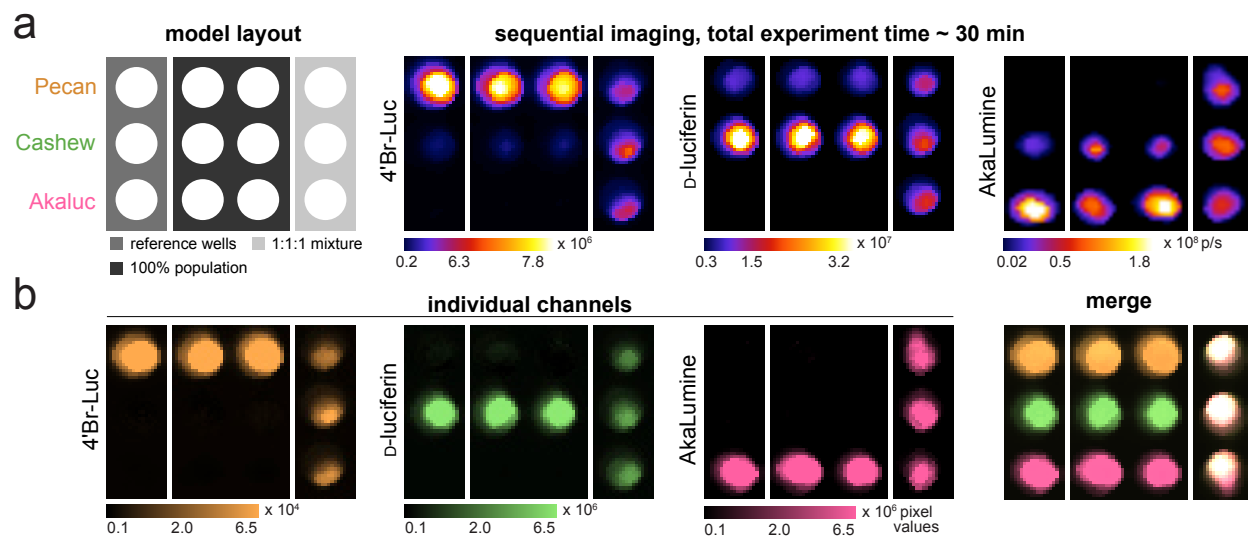 a
model layout
sequential imaging, total experiment time ~ 30 min
Pecan
Cashew
Akaluc
reference wells
1:1:1 mixture
100% population
4'Br-Luc
0.2 6.3 7.8 x 10⁶
D-luciferin
0.3 1.5 3.2 x 10⁷
AkaLumine
0.02 0.5 1.8 x 10⁸ p/s
b
individual channels
merge
4'Br-Luc
0.1 2.0 6.5 x 10⁴
D-luciferin
0.1 2.0 6.5 x 10⁶
AkaLumine
0.1 2.0 6.5 x 10⁶ pixel
values